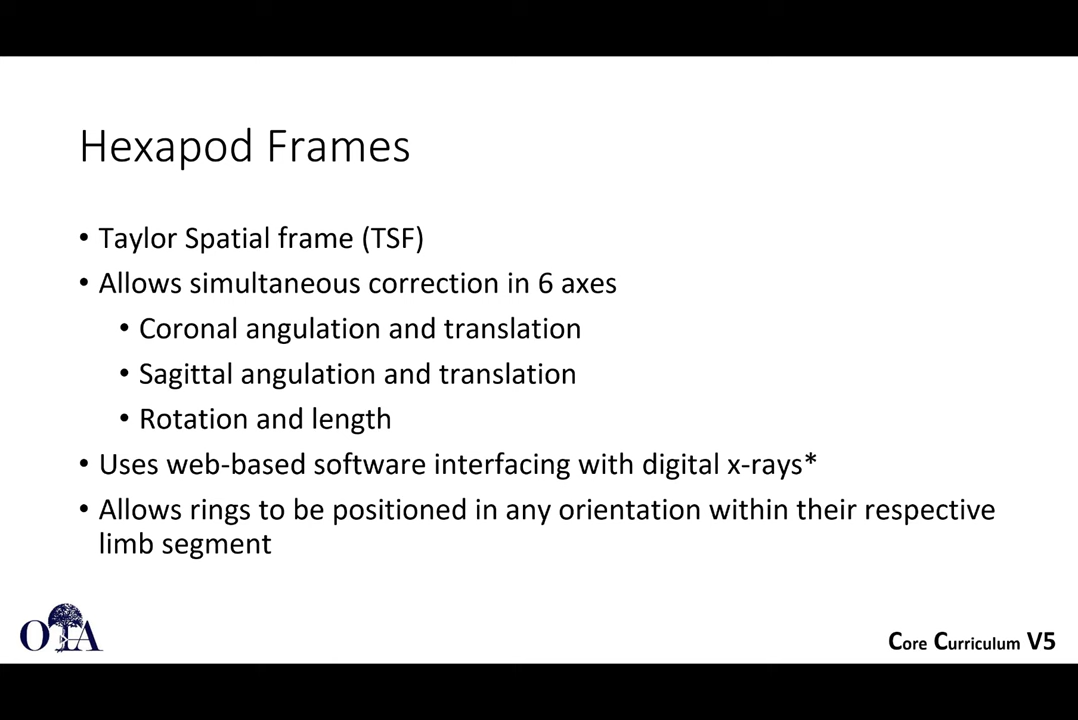 Hexapod Frames
• Taylor Spatial frame (TSF)
• Allows simultaneous correction in 6 axes
• Coronal angulation and translation
• Sagittal angulation and translation
• Rotation and length
• Uses web-based software interfacing with digital x-rays*
• Allows rings to be positioned in any orientation within their respective
limb segment
OTA
Core Curriculum V5